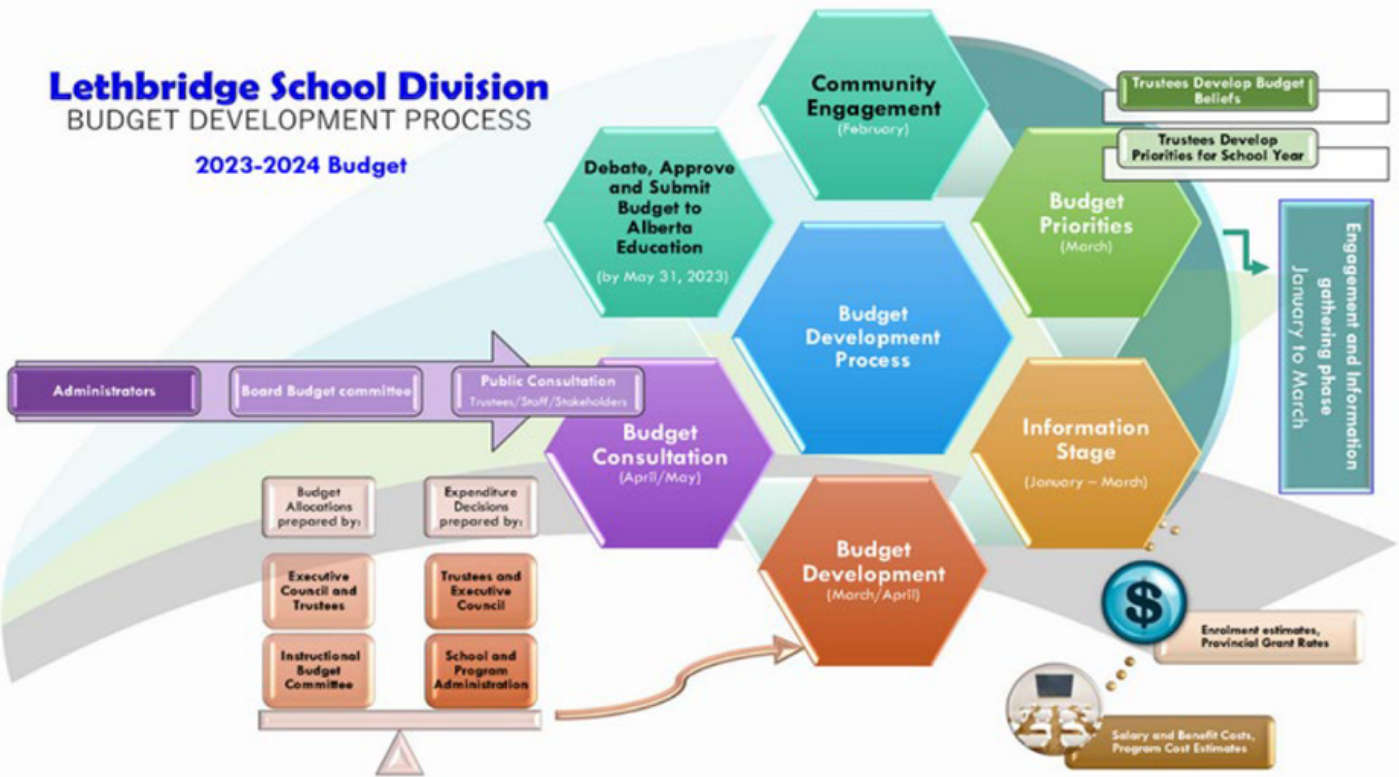 Lethbridge School Division
BUDGET DEVELOPMENT PROCESS
2023-2024 Budget
Community
Engagement
(February)
Trustees Develop Budget
Beliefs
Trustees Develop
Priorities for School Year
Budget
Priorities
(March)
Engagement and Information
gathering phase
January to March
Debate, Approve
and Submit
Budget to
Alberta
Education
(by May 31, 2023)
Budget
Development
Process
Administrators
Board Budget committee
Public Consultation
Trustees/Staff/Stakeholders
Budget
Consultation
(April/May)
Information
Stage
(January – March)
Budget
Allocations
prepared by:
Expenditure
Decisions
prepared by:
Executive
Council and
Trustees
Trustees and
Executive
Council
Instructional
Budget
Committee
School and
Program
Administration
Budget
Development
(March/April)
$
Enrolment estimates,
Provincial Grant Rates
Salary and Benefit Costs,
Program Cost Estimates